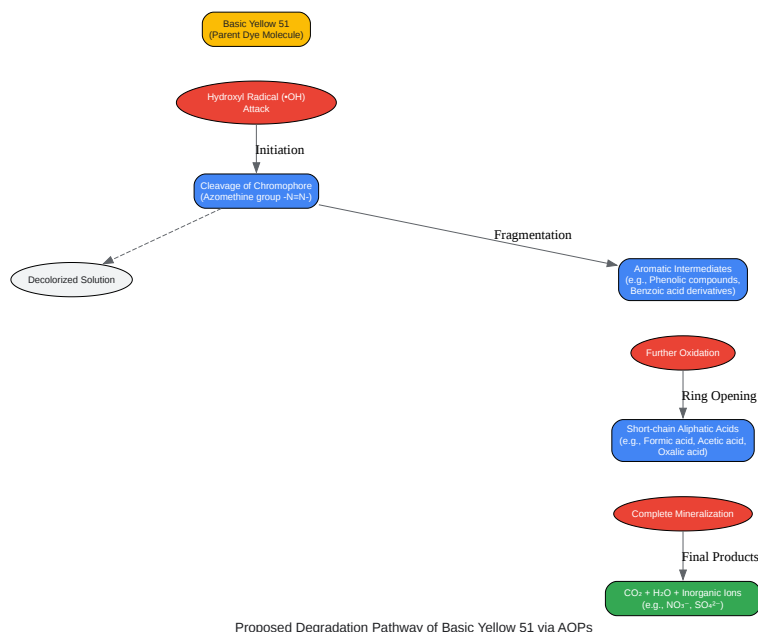 Basic Yellow 51
(Parent Dye Molecule)
Hydroxyl Radical (•OH)
Attack
Initiation
Cleavage of Chromophore
(Azomethine group -N=N-)
Fragmentation
Decolorized Solution
Aromatic Intermediates
(e.g., Phenolic compounds,
Benzoic acid derivatives)
Further Oxidation
Ring Opening
Short-chain Aliphatic Acids
(e.g., Formic acid, Acetic acid,
Oxalic acid)
Complete Mineralization
Final Products
CO₂ + H₂O + Inorganic Ions
(e.g., NO₃⁻, SO₄²⁻)
Proposed Degradation Pathway of Basic Yellow 51 via AOPs